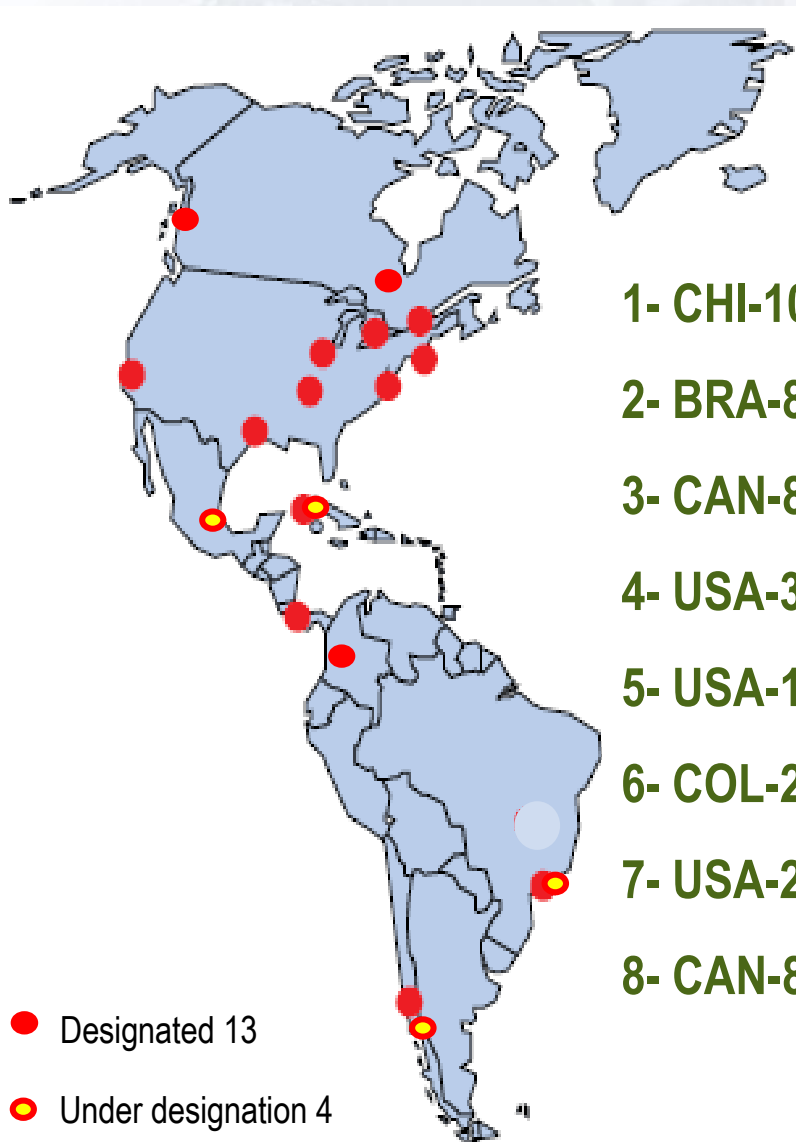 1- CHI-10
2- BRA-8
3- CAN-8
4- USA-3
5- USA-1
6- COL-2
7- USA-2
8- CAN-8
Designated 13
Under designation 4